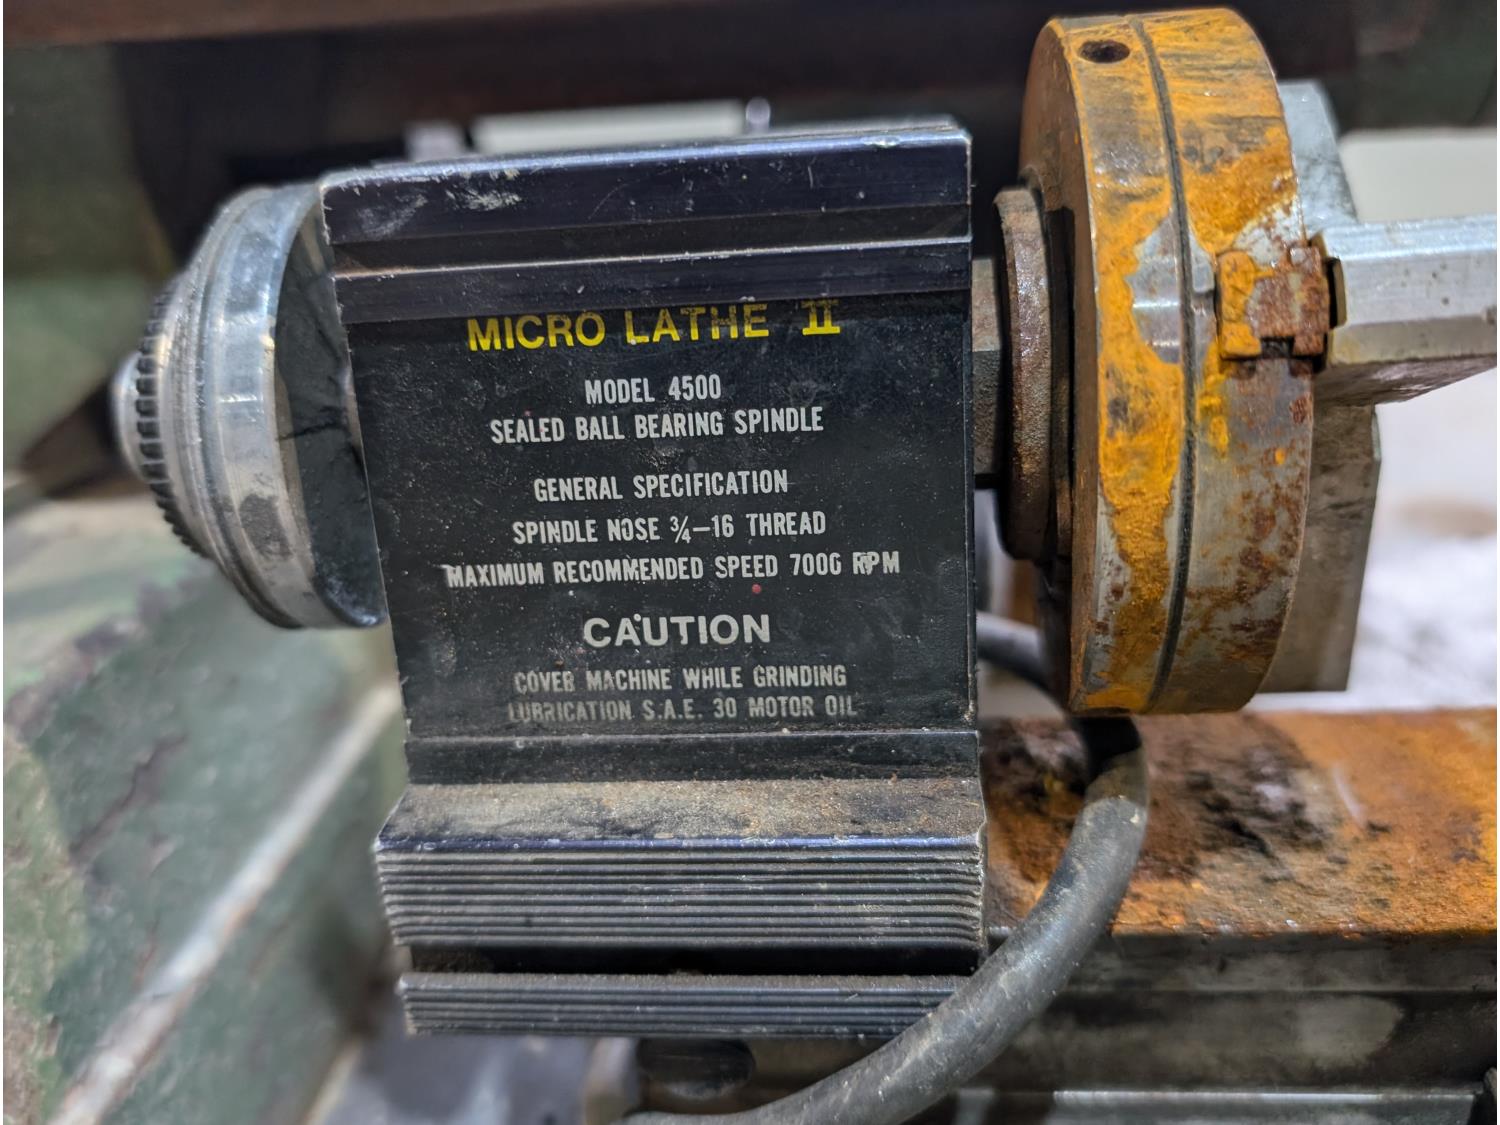 MICRO LATHE II
MODEL 4500
SEALED BALL BEARING SPINDLE
GENERAL SPECIFICATION
SPINDLE NOSE ¾-16 THREAD
MAXIMUM RECOMMENDED SPEED 7000 RPM
CAUTION
COVER MACHINE WHILE GRINDING
LUBRICATION S.A.E. 30 MOTOR OIL